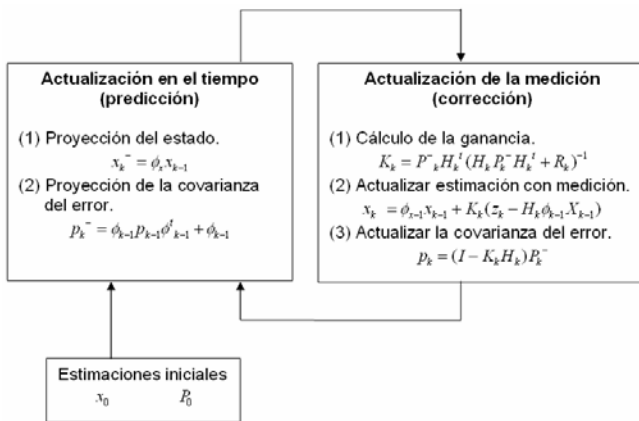 Actualización en el tiempo
(predicción)
(1) Proyección del estado.
x_k^- = ϕ_x x_{k-1}
(2) Proyección de la covarianza
del error.
p_k^- = ϕ_{k-1} p_{k-1} ϕ^t_{k-1} + ϕ_{k-1}
Actualización de la medición
(corrección)
(1) Cálculo de la ganancia.
K_k = P^-_k H_k^t (H_k P_k^- H_k^t + R_k)^{-1}
(2) Actualizar estimación con medición.
x_k = ϕ_{x-1} x_{k-1} + K_k (z_k − H_k ϕ_{k-1} X_{k-1})
(3) Actualizar la covarianza del error.
p_k = (I − K_k H_k) P_k^-
Estimaciones iniciales
x_0 P_0